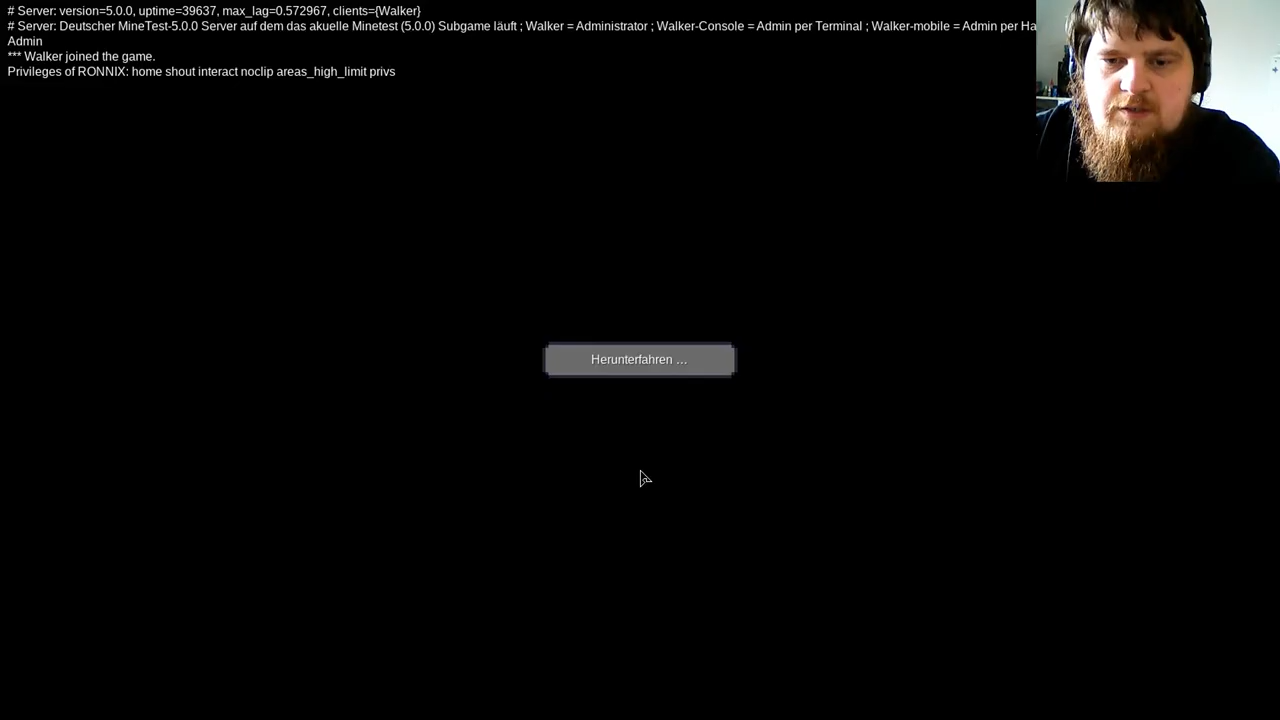 # Server: version=5.0.0, uptime=39637, max_lag=0.572967, clients={Walker}
# Server: Deutscher MineTest-5.0.0 Server auf dem das akuelle Minetest (5.0.0) Subgame läuft ; Walker = Administrator ; Walker-Console = Admin per Terminal ; Walker-mobile = Admin per Ha
Admin
*** Walker joined the game.
Privileges of RONNIX: home shout interact noclip areas_high_limit privs
Herunterfahren …